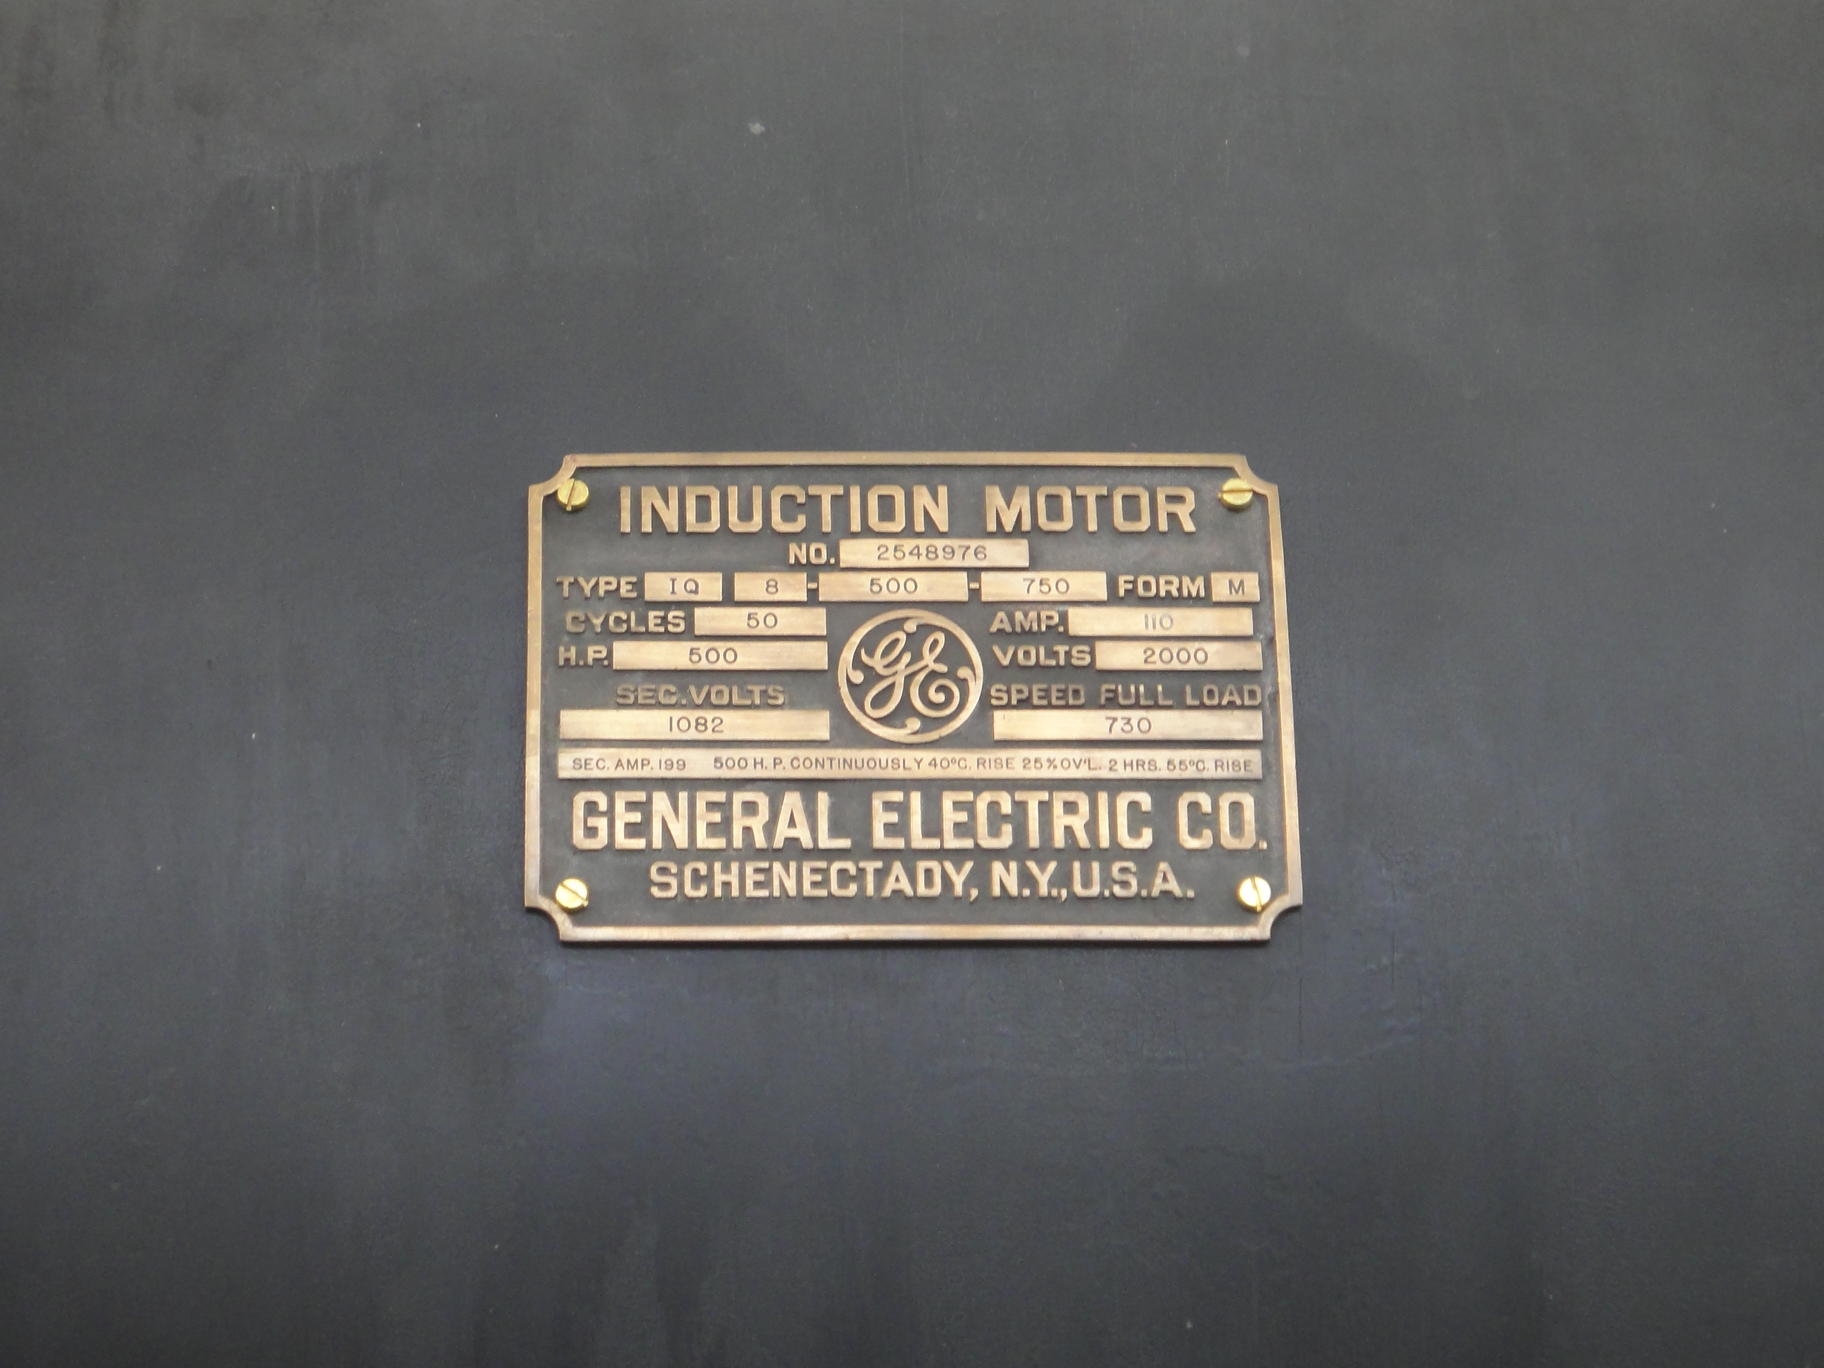 INDUCTION MOTOR
NO. 2548976
TYPE IQ 8-500-750 FORM M
CYCLES 50 AMP. 110
H.P. 500 VOLTS 2000
GE
SEC. VOLTS SPEED FULL LOAD
1082 730
SEC. AMP. 199 500 H. P. CONTINUOUSLY 40°C. RISE 25% OV'L. 2 HRS. 55°C. RISE
GENERAL ELECTRIC CO.
SCHENECTADY, N.Y., U.S.A.